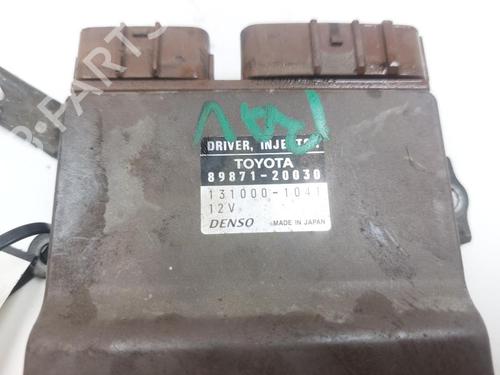 DRIVER, INJECTOR
TOYOTA
89871-20030
131000-1041
12V
DENSO MADE IN JAPAN